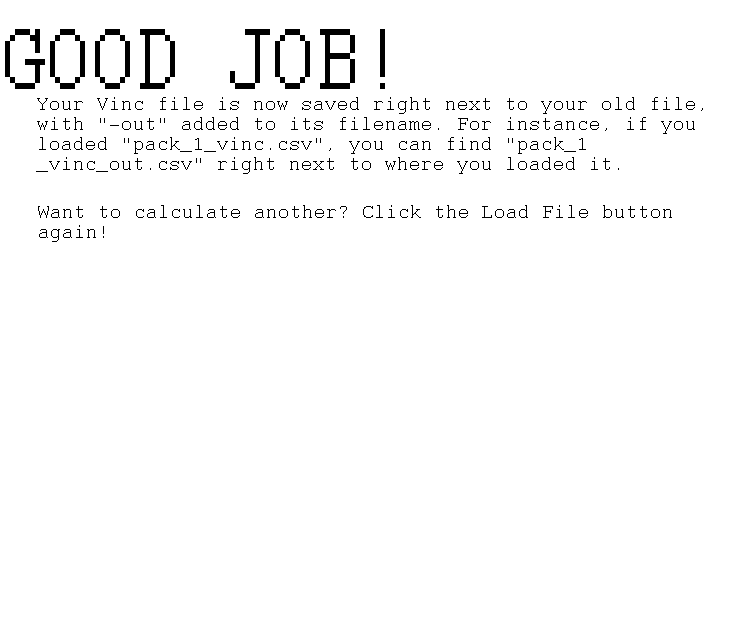 GOOD JOB!
Your Vinc file is now saved right next to your old file,
with "-out" added to its filename. For instance, if you
loaded "pack_1_vinc.csv", you can find "pack_1
_vinc_out.csv" right next to where you loaded it.
Want to calculate another? Click the Load File button
again!